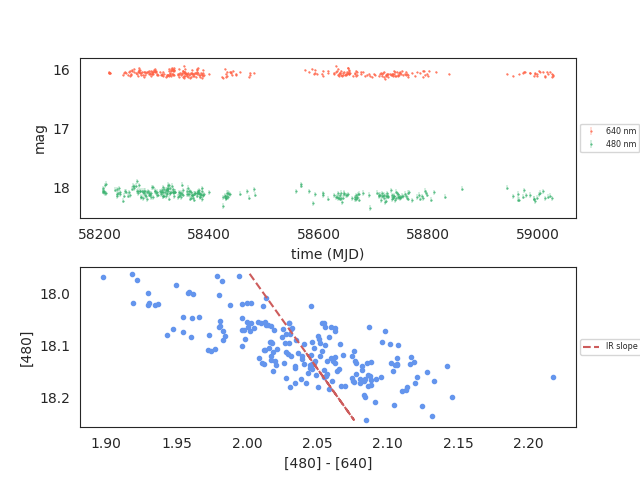 16
17
18
mag
58200 58400 58600 58800 59000
time (MJD)
640 nm
480 nm
18.0
18.1
18.2
[480]
1.90 1.95 2.00 2.05 2.10 2.15 2.20
[480] - [640]
IR slope